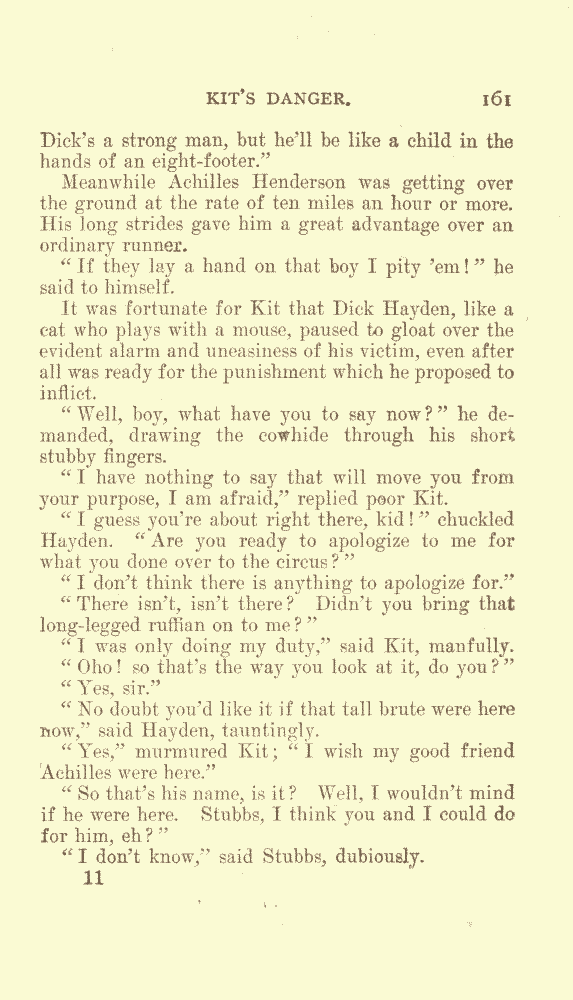 KIT'S DANGER. 161
Dick's a strong man, but he'll be like a child in the
hands of an eight-footer."
Meanwhile Achilles Henderson was getting over
the ground at the rate of ten miles an hour or more.
His long strides gave him a great advantage over an
ordinary runner.
"If they lay a hand on that boy I pity 'em!" he
said to himself.
It was fortunate for Kit that Dick Hayden, like a
cat who plays with a mouse, paused to gloat over the
evident alarm and uneasiness of his victim, even after
all was ready for the punishment which he proposed to
inflict.
"Well, boy, what have you to say now?" he de-
manded, drawing the cowhide through his short
stubby fingers.
"I have nothing to say that will move you from
your purpose, I am afraid," replied poor Kit.
"I guess you're about right there, kid!" chuckled
Hayden. "Are you ready to apologize to me for
what you done over to the circus?"
"I don't think there is anything to apologize for."
"There isn't, isn't there? Didn't you bring that
long-legged ruffian on to me?"
"I was only doing my duty," said Kit, manfully.
"Oho! so that's the way you look at it, do you?"
"Yes, sir."
"No doubt you'd like it if that tall brute were here
now," said Hayden, tauntingly.
"Yes," murmured Kit; "I wish my good friend
Achilles were here."
"So that's his name, is it? Well, I wouldn't mind
if he were here. Stubbs, I think you and I could do
for him, eh?"
"I don't know," said Stubbs, dubiously.
11